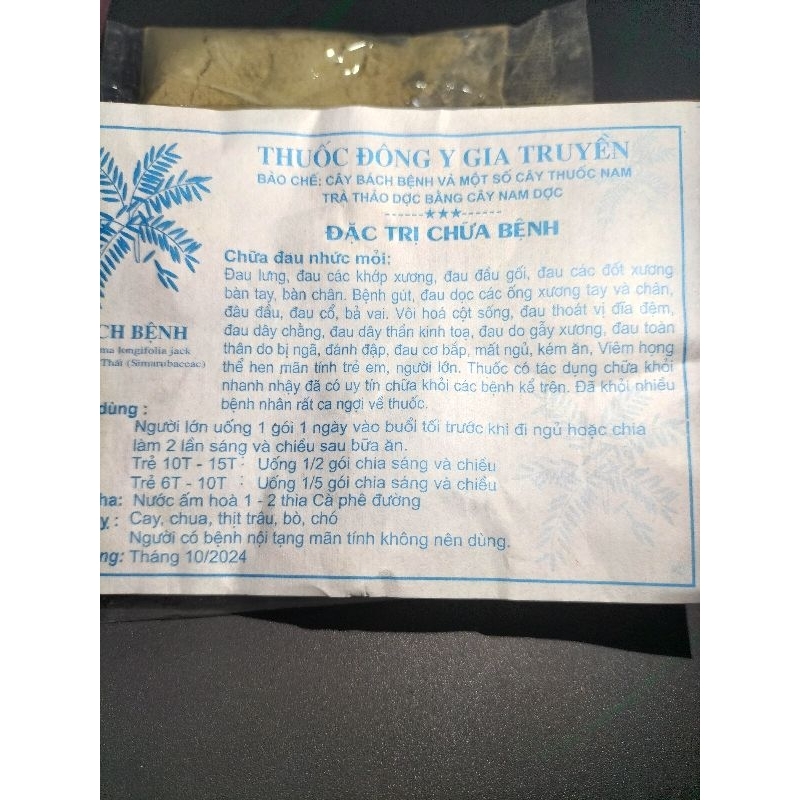 THUỐC ĐÔNG Y GIA TRUYỀN
BÀO CHẾ: CÂY BÁCH BỆNH VÀ MỘT SỐ CÂY THUỐC NAM
TRÀ THẢO DỢC BẰNG CÂY NAM DỢC
------★★★------
ĐẶC TRỊ CHỮA BỆNH
Chữa đau nhức mỏi:
Đau lưng, đau các khớp xương, đau đầu gối, đau các đốt xương
bàn tay, bàn chân. Bệnh gút, đau dọc các ống xương tay và chân,
đâu đầu, đau cổ, bả vai. Vôi hoá cột sống, đau thoát vị đĩa đệm,
đau dây chằng, đau dây thần kinh toạ, đau do gẫy xương, đau toàn
thân do bị ngã, đánh đập, đau cơ bắp, mất ngủ, kém ăn, Viêm họng
thể hen mãn tính trẻ em, người lớn. Thuốc có tác dụng chữa khỏi
nhanh nhậy đã có uy tín chữa khỏi các bệnh kể trên. Đã khỏi nhiều
bệnh nhân rất ca ngợi về thuốc.
CH BỆNH
ma longifolia jack
Thái (Simarubaccac)
dùng :
Người lớn uống 1 gói 1 ngày vào buổi tối trước khi đi ngủ hoặc chia
làm 2 lần sáng và chiều sau bữa ăn.
Trẻ 10T - 15T : Uống 1/2 gói chia sáng và chiều
Trẻ 6T - 10T : Uống 1/5 gói chia sáng và chiều
ha: Nước ấm hoà 1 - 2 thìa Cà phê đường
y : Cay, chua, thịt trâu, bò, chó
Người có bệnh nội tạng mãn tính không nên dùng.
ng: Tháng 10/2024